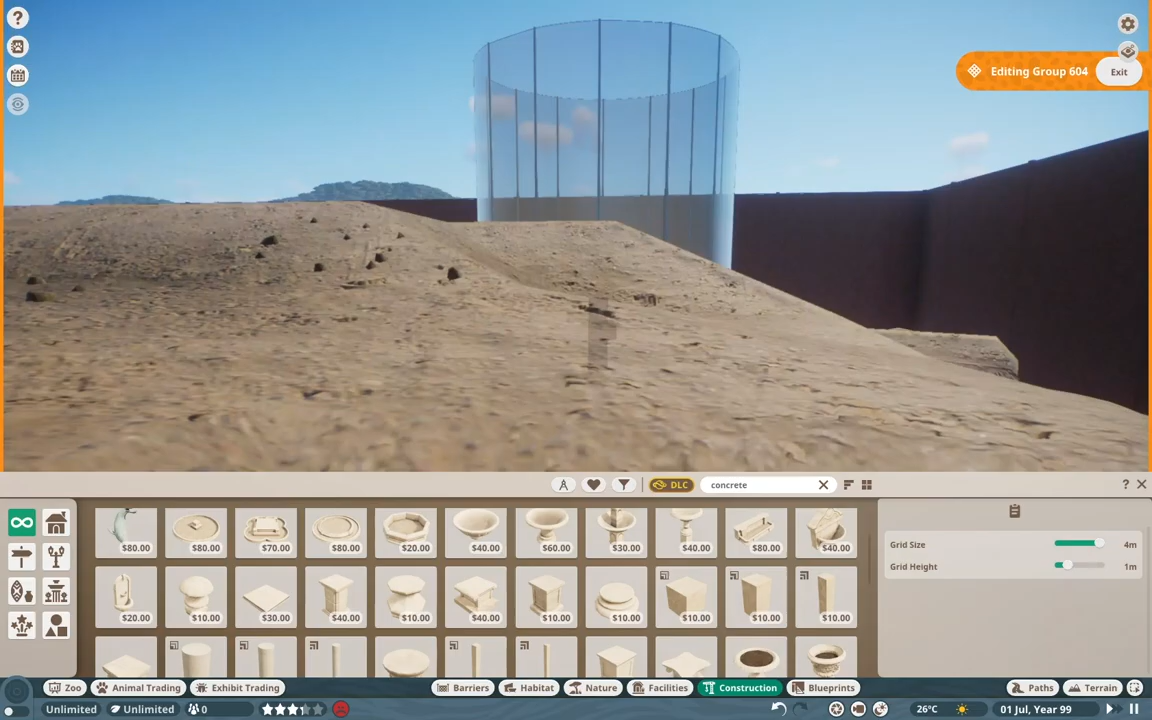 ?
Editing Group 604
Exit
DLC
concrete
?
$80.00 $80.00 $70.00 $80.00 $20.00 $40.00 $60.00 $30.00 $40.00 $80.00 $40.00
Grid Size 4m
Grid Height 1m
$20.00 $10.00 $30.00 $40.00 $10.00 $40.00 $10.00 $10.00 $10.00 $10.00 $10.00
Zoo Animal Trading Exhibit Trading Barriers Habitat Nature Facilities Construction Blueprints Paths Terrain
Unlimited Unlimited 0 26°C 01 Jul, Year 99